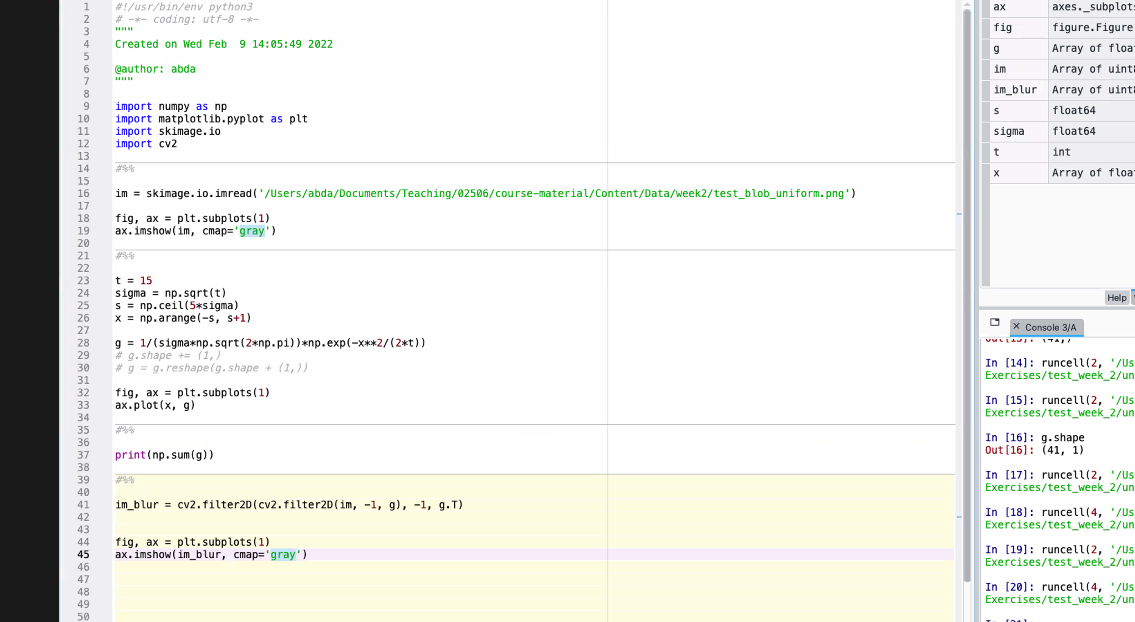 1 #!/usr/bin/env python3
2 # -*- coding: utf-8 -*-
3 """
4 Created on Wed Feb  9 14:05:49 2022
5
6 @author: abda
7 """
8
9 import numpy as np
10 import matplotlib.pyplot as plt
11 import skimage.io
12 import cv2
13
14 #%%
15
16 im = skimage.io.imread('/Users/abda/Documents/Teaching/02506/course-material/Content/Data/week2/test_blob_uniform.png')
17
18 fig, ax = plt.subplots(1)
19 ax.imshow(im, cmap='gray')
20
21 #%%
22
23 t = 15
24 sigma = np.sqrt(t)
25 s = np.ceil(5*sigma)
26 x = np.arange(-s, s+1)
27
28 g = 1/(sigma*np.sqrt(2*np.pi))*np.exp(-x**2/(2*t))
29 # g.shape += (1,)
30 # g = g.reshape(g.shape + (1,))
31
32 fig, ax = plt.subplots(1)
33 ax.plot(x, g)
34
35 #%%
36
37 print(np.sum(g))
38
39 #%%
40
41 im_blur = cv2.filter2D(cv2.filter2D(im, -1, g), -1, g.T)
42
43
44 fig, ax = plt.subplots(1)
45 ax.imshow(im_blur, cmap='gray')
46
47
48
49
50
ax axes._subplot
fig figure.Figure
g Array of floa
im Array of uint8
im_blur Array of uint8
s float64
sigma float64
t int
x Array of floa
Help
Console 3/A
In [14]: runcell(2, '/Us
Exercises/test_week_2/un
In [15]: runcell(2, '/Us
Exercises/test_week_2/un
In [16]: g.shape
Out[16]: (41, 1)
In [17]: runcell(2, '/Us
Exercises/test_week_2/un
In [18]: runcell(4, '/Us
Exercises/test_week_2/un
In [19]: runcell(2, '/Us
Exercises/test_week_2/un
In [20]: runcell(4, '/Us
Exercises/test_week_2/un